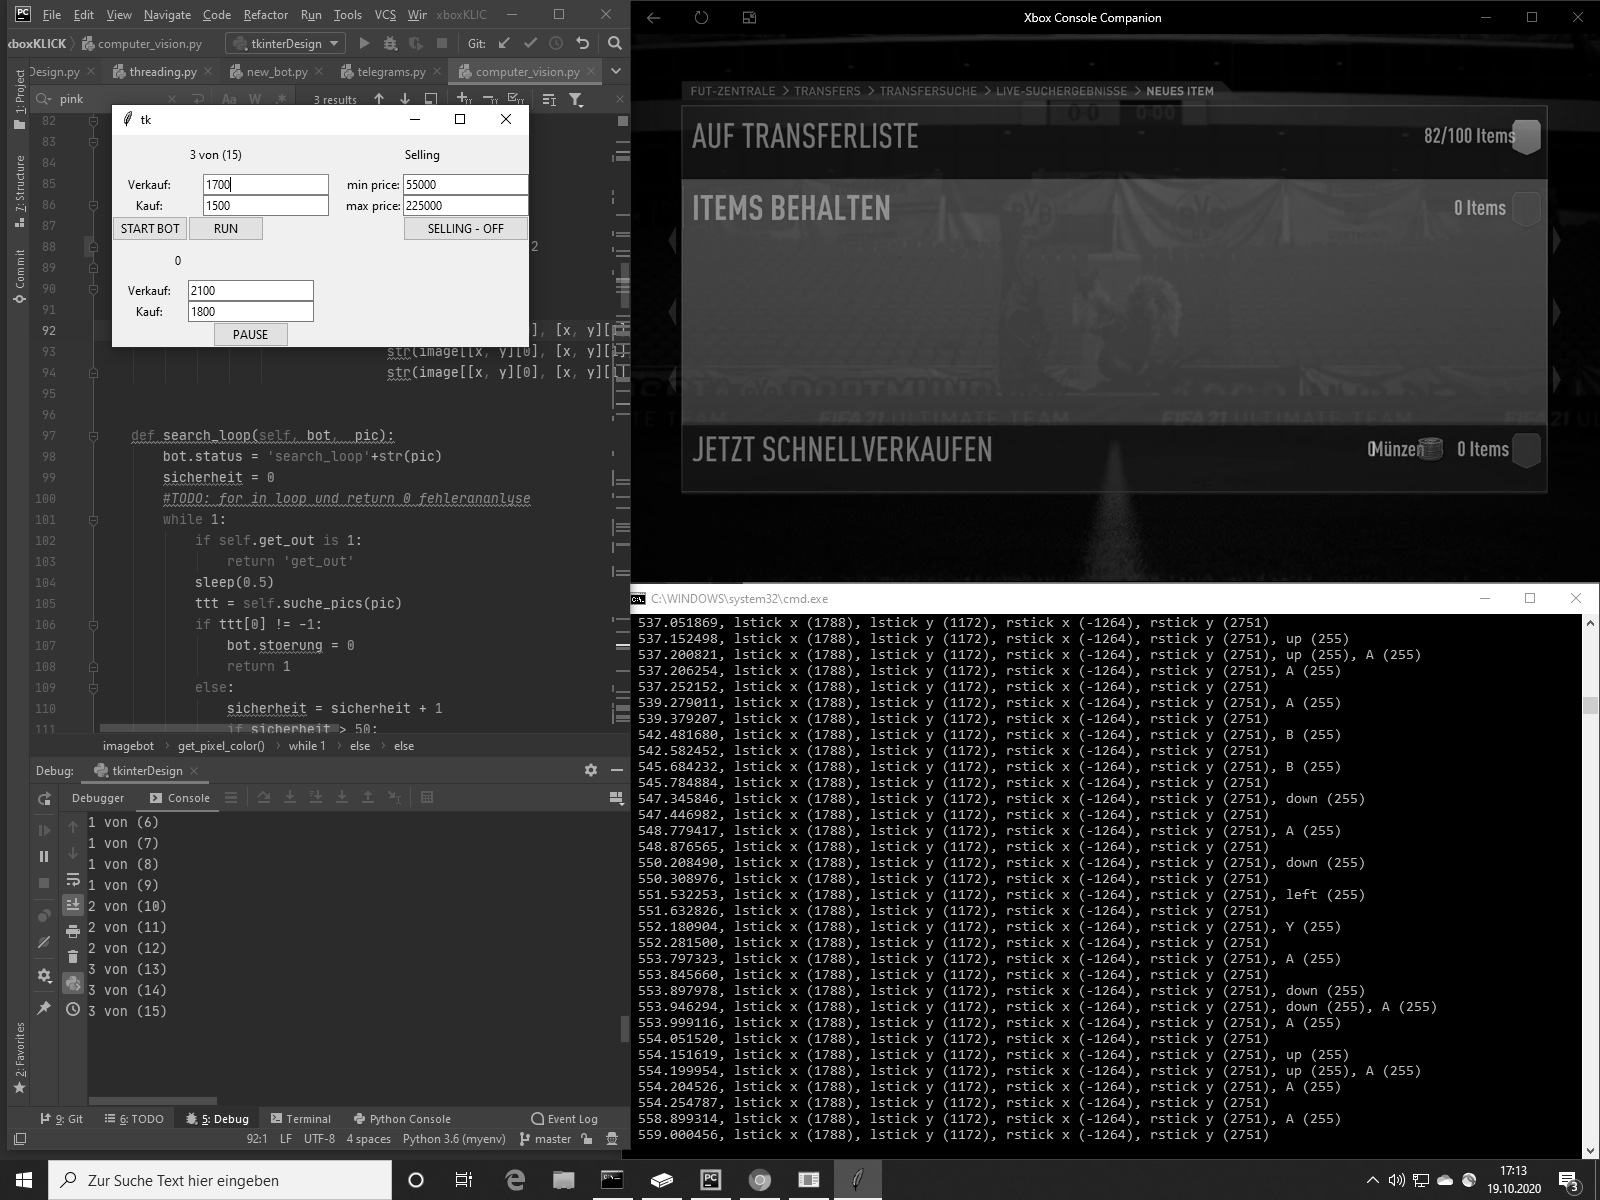 File Edit View Navigate Code Refactor Run Tools VCS Wir xboxKLIC
xboxKLICK computer_vision.py tkinterDesign Git:
Design.py threading.py new_bot.py telegrams.py computer_vision.py
pink Aa W 3 results
1: Project
7: Structure
Commit
2: Favorites
tk
3 von (15) Selling
Verkauf: 1700 min price: 55000
Kauf: 1500 max price: 225000
START BOT RUN SELLING - OFF
0
Verkauf: 2100
Kauf: 1800
PAUSE
82
83
84
85
86
87
88 2
89
90
91
92 ], [x, y][
93 str(image[[x, y][0], [x, y][1]
94 str(image[[x, y][0], [x, y][1]
95
96
97 def search_loop(self, bot, pic):
98 bot.status = 'search_loop'+str(pic)
99 sicherheit = 0
100 #TODO: for in loop und return 0 fehlerananlyse
101 while 1:
102 if self.get_out is 1:
103 return 'get_out'
104 sleep(0.5)
105 ttt = self.suche_pics(pic)
106 if ttt[0] != -1:
107 bot.stoerung = 0
108 return 1
109 else:
110 sicherheit = sicherheit + 1
111 if sicherheit > 50:
imagebot get_pixel_color() while 1 else else
Debug: tkinterDesign
Debugger Console
1 von (6)
1 von (7)
1 von (8)
1 von (9)
2 von (10)
2 von (11)
2 von (12)
3 von (13)
3 von (14)
3 von (15)
9: Git 6: TODO 5: Debug Terminal Python Console Event Log
92:1 LF UTF-8 4 spaces Python 3.6 (myenv) master
Xbox Console Companion
FUT-ZENTRALE > TRANSFERS > TRANSFERSUCHE > LIVE-SUCHERGEBNISSE > NEUES ITEM
AUF TRANSFERLISTE 82/100 Items
ITEMS BEHALTEN 0 Items
FIFA 21 ULTIMATE TEAM
JETZT SCHNELLVERKAUFEN 0 Münzen 0 Items
C:\WINDOWS\system32\cmd.exe
537.051869, lstick x (1788), lstick y (1172), rstick x (-1264), rstick y (2751)
537.152498, lstick x (1788), lstick y (1172), rstick x (-1264), rstick y (2751), up (255)
537.200821, lstick x (1788), lstick y (1172), rstick x (-1264), rstick y (2751), up (255), A (255)
537.206254, lstick x (1788), lstick y (1172), rstick x (-1264), rstick y (2751), A (255)
537.252152, lstick x (1788), lstick y (1172), rstick x (-1264), rstick y (2751)
539.279011, lstick x (1788), lstick y (1172), rstick x (-1264), rstick y (2751), A (255)
539.379207, lstick x (1788), lstick y (1172), rstick x (-1264), rstick y (2751)
542.481680, lstick x (1788), lstick y (1172), rstick x (-1264), rstick y (2751), B (255)
542.582452, lstick x (1788), lstick y (1172), rstick x (-1264), rstick y (2751)
545.684232, lstick x (1788), lstick y (1172), rstick x (-1264), rstick y (2751), B (255)
545.784884, lstick x (1788), lstick y (1172), rstick x (-1264), rstick y (2751)
547.345846, lstick x (1788), lstick y (1172), rstick x (-1264), rstick y (2751), down (255)
547.446982, lstick x (1788), lstick y (1172), rstick x (-1264), rstick y (2751)
548.779417, lstick x (1788), lstick y (1172), rstick x (-1264), rstick y (2751), A (255)
548.876565, lstick x (1788), lstick y (1172), rstick x (-1264), rstick y (2751)
550.208490, lstick x (1788), lstick y (1172), rstick x (-1264), rstick y (2751), down (255)
550.308976, lstick x (1788), lstick y (1172), rstick x (-1264), rstick y (2751)
551.532253, lstick x (1788), lstick y (1172), rstick x (-1264), rstick y (2751), left (255)
551.632826, lstick x (1788), lstick y (1172), rstick x (-1264), rstick y (2751)
552.180904, lstick x (1788), lstick y (1172), rstick x (-1264), rstick y (2751), Y (255)
552.281500, lstick x (1788), lstick y (1172), rstick x (-1264), rstick y (2751)
553.797323, lstick x (1788), lstick y (1172), rstick x (-1264), rstick y (2751), A (255)
553.845660, lstick x (1788), lstick y (1172), rstick x (-1264), rstick y (2751)
553.897978, lstick x (1788), lstick y (1172), rstick x (-1264), rstick y (2751), down (255)
553.946294, lstick x (1788), lstick y (1172), rstick x (-1264), rstick y (2751), down (255), A (255)
553.999116, lstick x (1788), lstick y (1172), rstick x (-1264), rstick y (2751), A (255)
554.051520, lstick x (1788), lstick y (1172), rstick x (-1264), rstick y (2751)
554.151619, lstick x (1788), lstick y (1172), rstick x (-1264), rstick y (2751), up (255)
554.199954, lstick x (1788), lstick y (1172), rstick x (-1264), rstick y (2751), up (255), A (255)
554.204526, lstick x (1788), lstick y (1172), rstick x (-1264), rstick y (2751), A (255)
554.254787, lstick x (1788), lstick y (1172), rstick x (-1264), rstick y (2751)
558.899314, lstick x (1788), lstick y (1172), rstick x (-1264), rstick y (2751), A (255)
559.000456, lstick x (1788), lstick y (1172), rstick x (-1264), rstick y (2751)
Zur Suche Text hier eingeben
17:13
19.10.2020
3